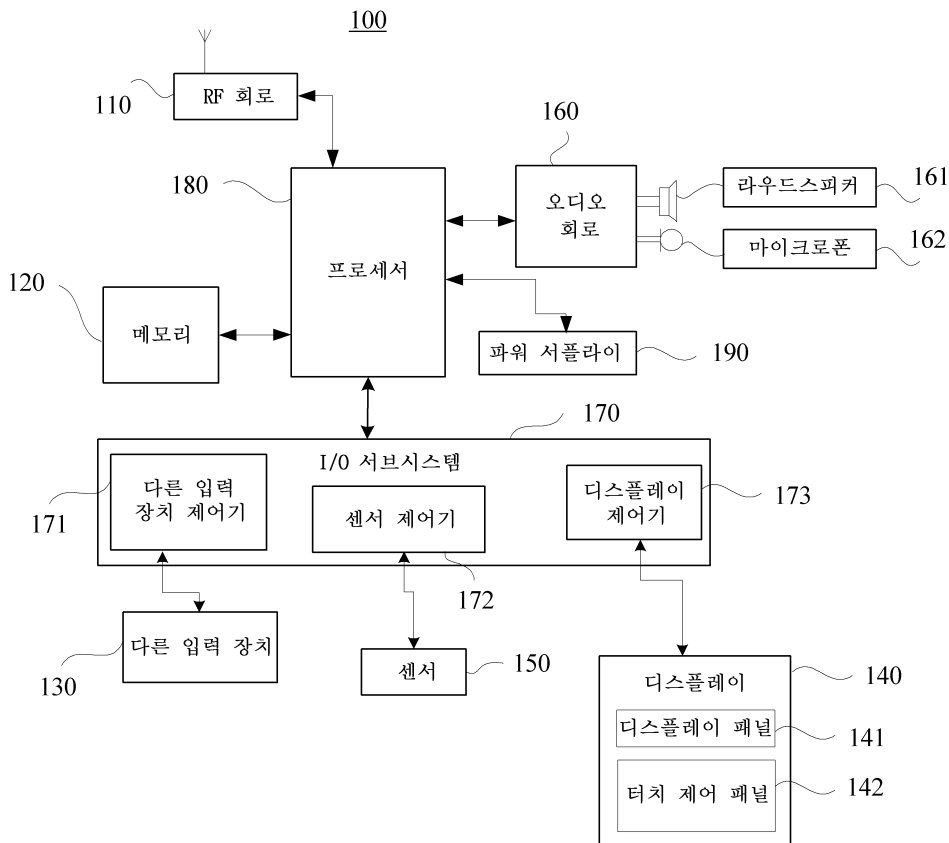 100
RF 회로
110
160
180
오디오
회로
라우드스피커
161
마이크로폰
162
프로세서
120
메모리
파워 서플라이
190
170
I/O 서브시스템
다른 입력
장치 제어기
171
센서 제어기
172
디스플레이
제어기
173
다른 입력 장치
130
센서
150
디스플레이
140
디스플레이 패널
141
터치 제어 패널
142